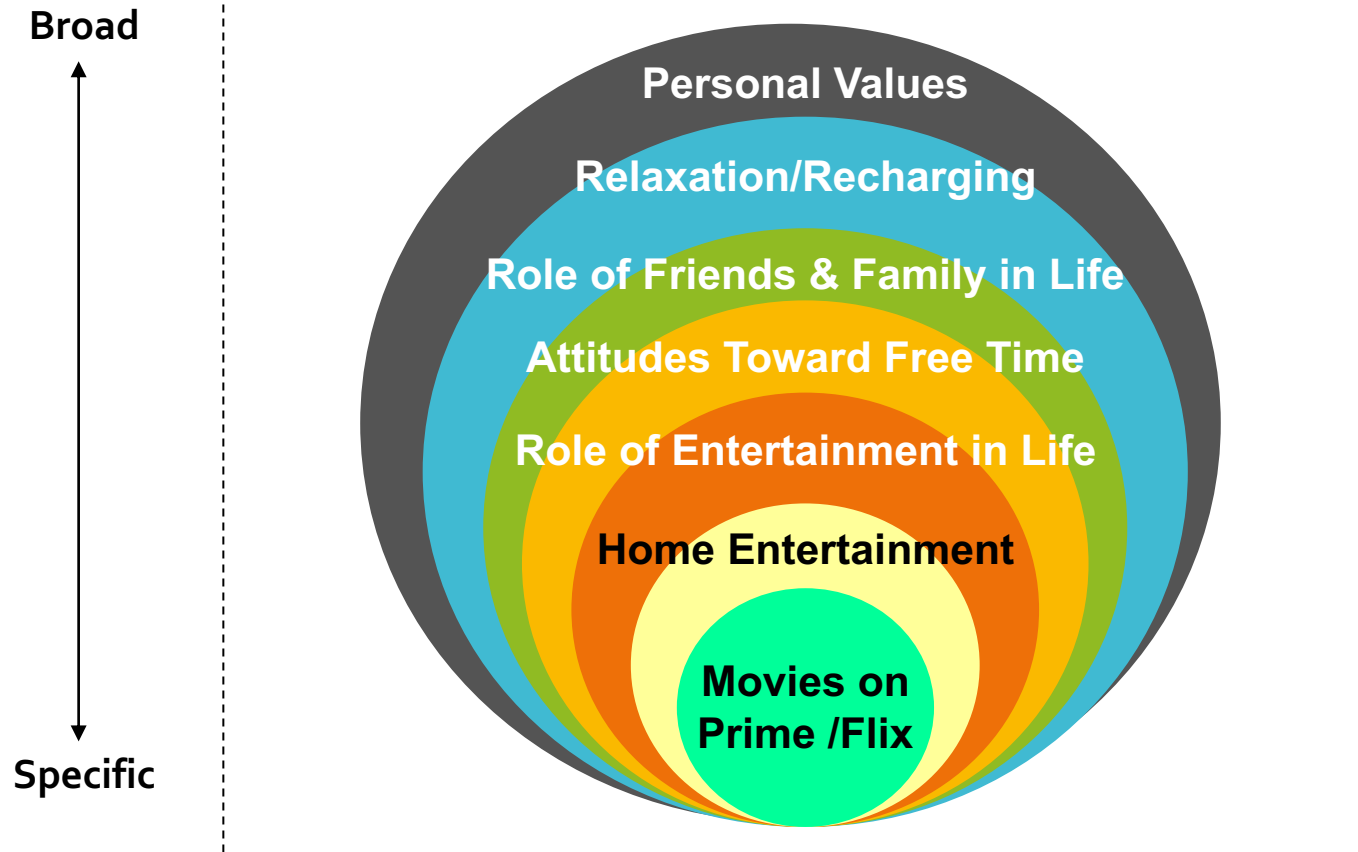 Broad
Personal Values
Relaxation/Recharging
Role of Friends & Family in Life
Attitudes Toward Free Time
Role of Entertainment in Life
Home Entertainment
Movies on
Prime /Flix
Specific